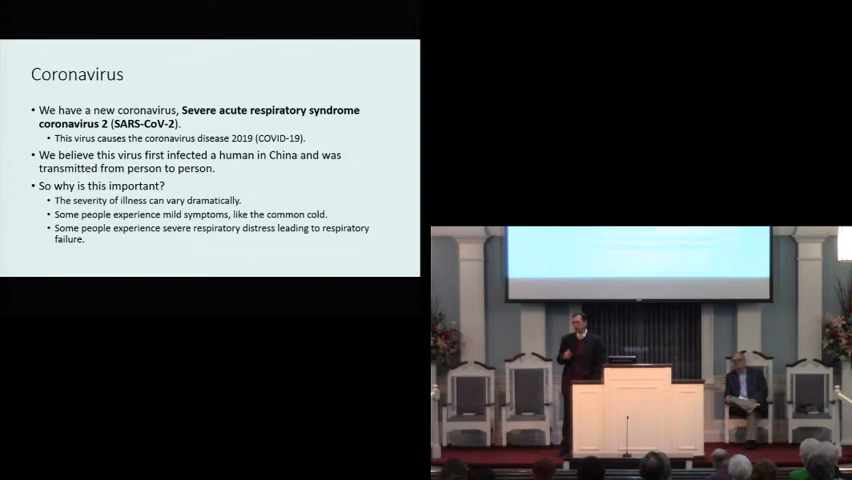 Coronavirus
• We have a new coronavirus, Severe acute respiratory syndrome
coronavirus 2 (SARS-CoV-2).
• This virus causes the coronavirus disease 2019 (COVID-19).
• We believe this virus first infected a human in China and was
transmitted from person to person.
• So why is this important?
• The severity of illness can vary dramatically.
• Some people experience mild symptoms, like the common cold.
• Some people experience severe respiratory distress leading to respiratory
failure.